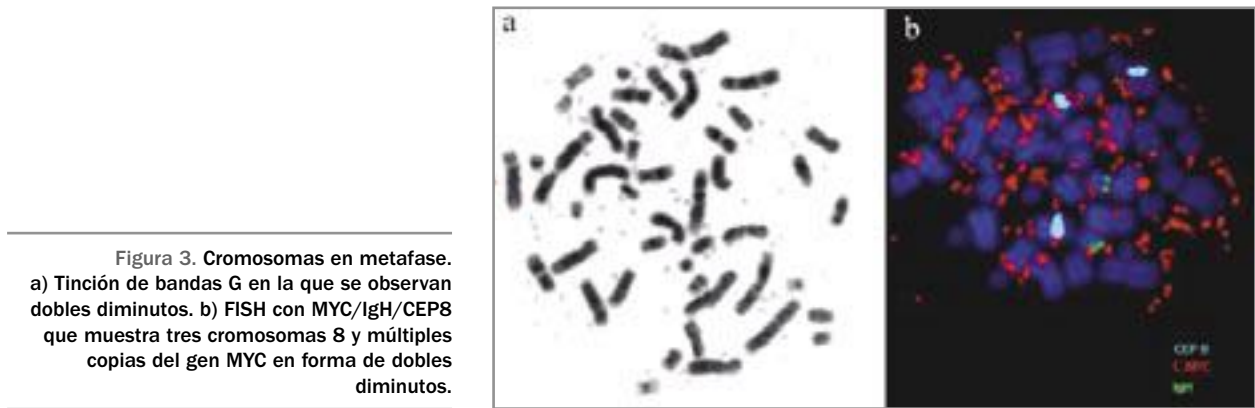 Figura 3. Cromosomas en metafase.
a) Tinción de bandas G en la que se observan
dobles diminutos. b) FISH con MYC/IgH/CEP8
que muestra tres cromosomas 8 y múltiples
copias del gen MYC en forma de dobles
diminutos.
a
b
CEP 8
C-MYC
IgH